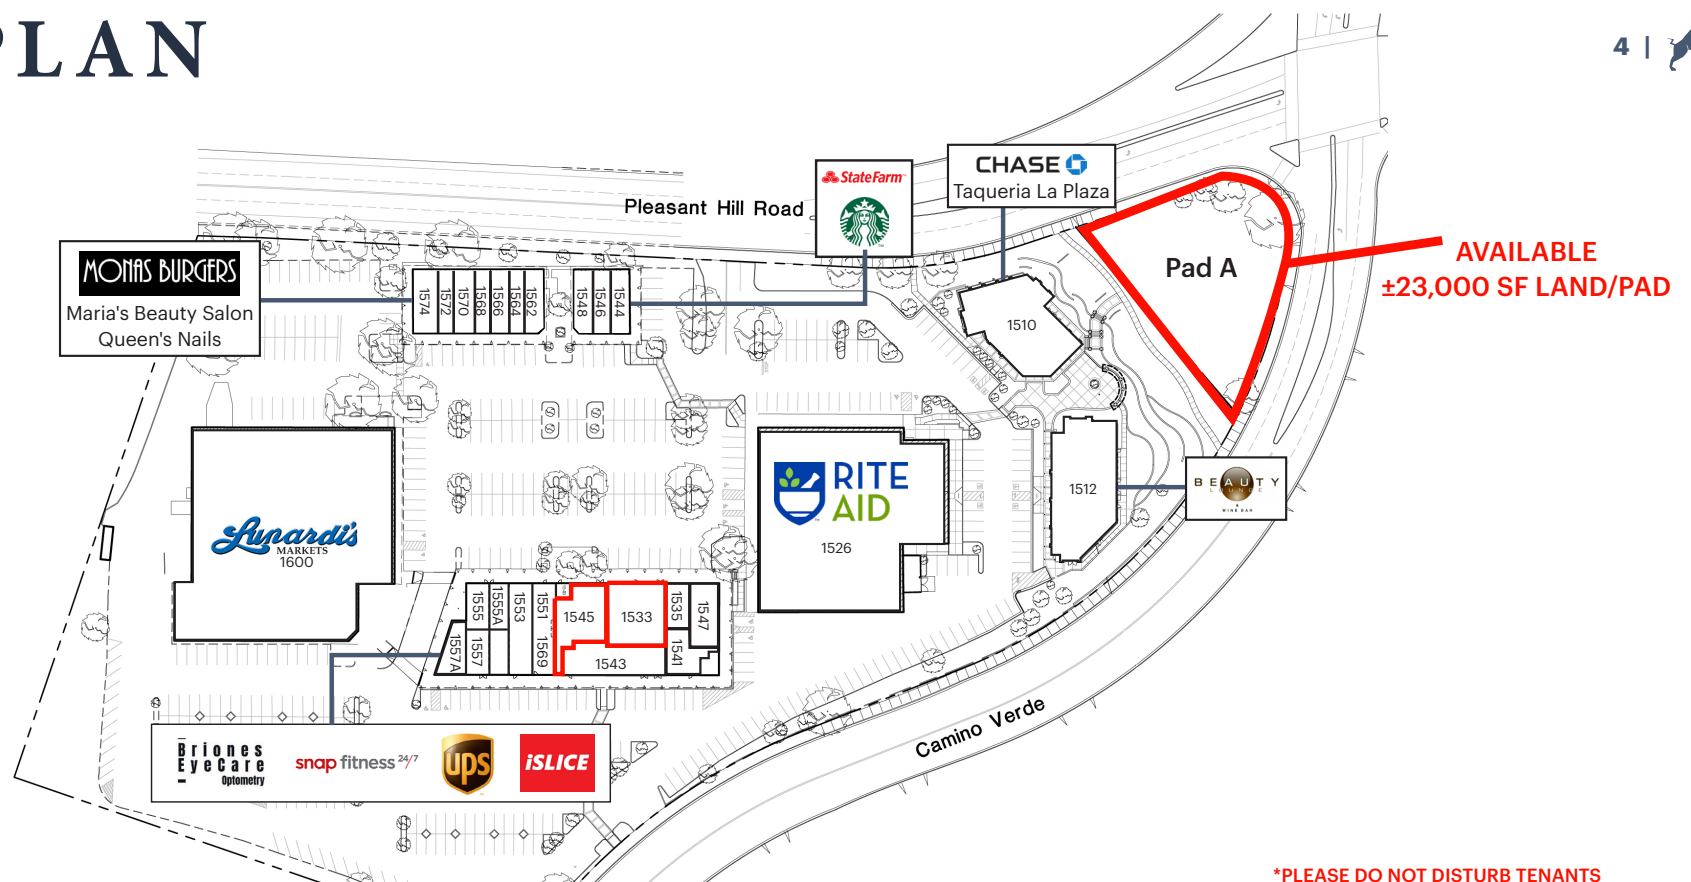 PLAN
4 |
CHASE
Taqueria La Plaza
StateFarm
Pleasant Hill Road
MONAS BURGERS
Maria's Beauty Salon
Queen's Nails
AVAILABLE
±23,000 SF LAND/PAD
Pad A
1574
1572
1570
1568
1566
1564
1562
1548
1546
1544
1510
1512
BEAUTY
LOUNGE
&
WINE BAR
RITE
AID
1526
Lunardi's
MARKETS
1600
1555
1555A
1553
1551
1545
1533
1535
1547
1557A
1557
1569
1543
1541
Camino Verde
Briones
EyeCare
Optometry
snap fitness 24/7
ups
iSLICE
*PLEASE DO NOT DISTURB TENANTS